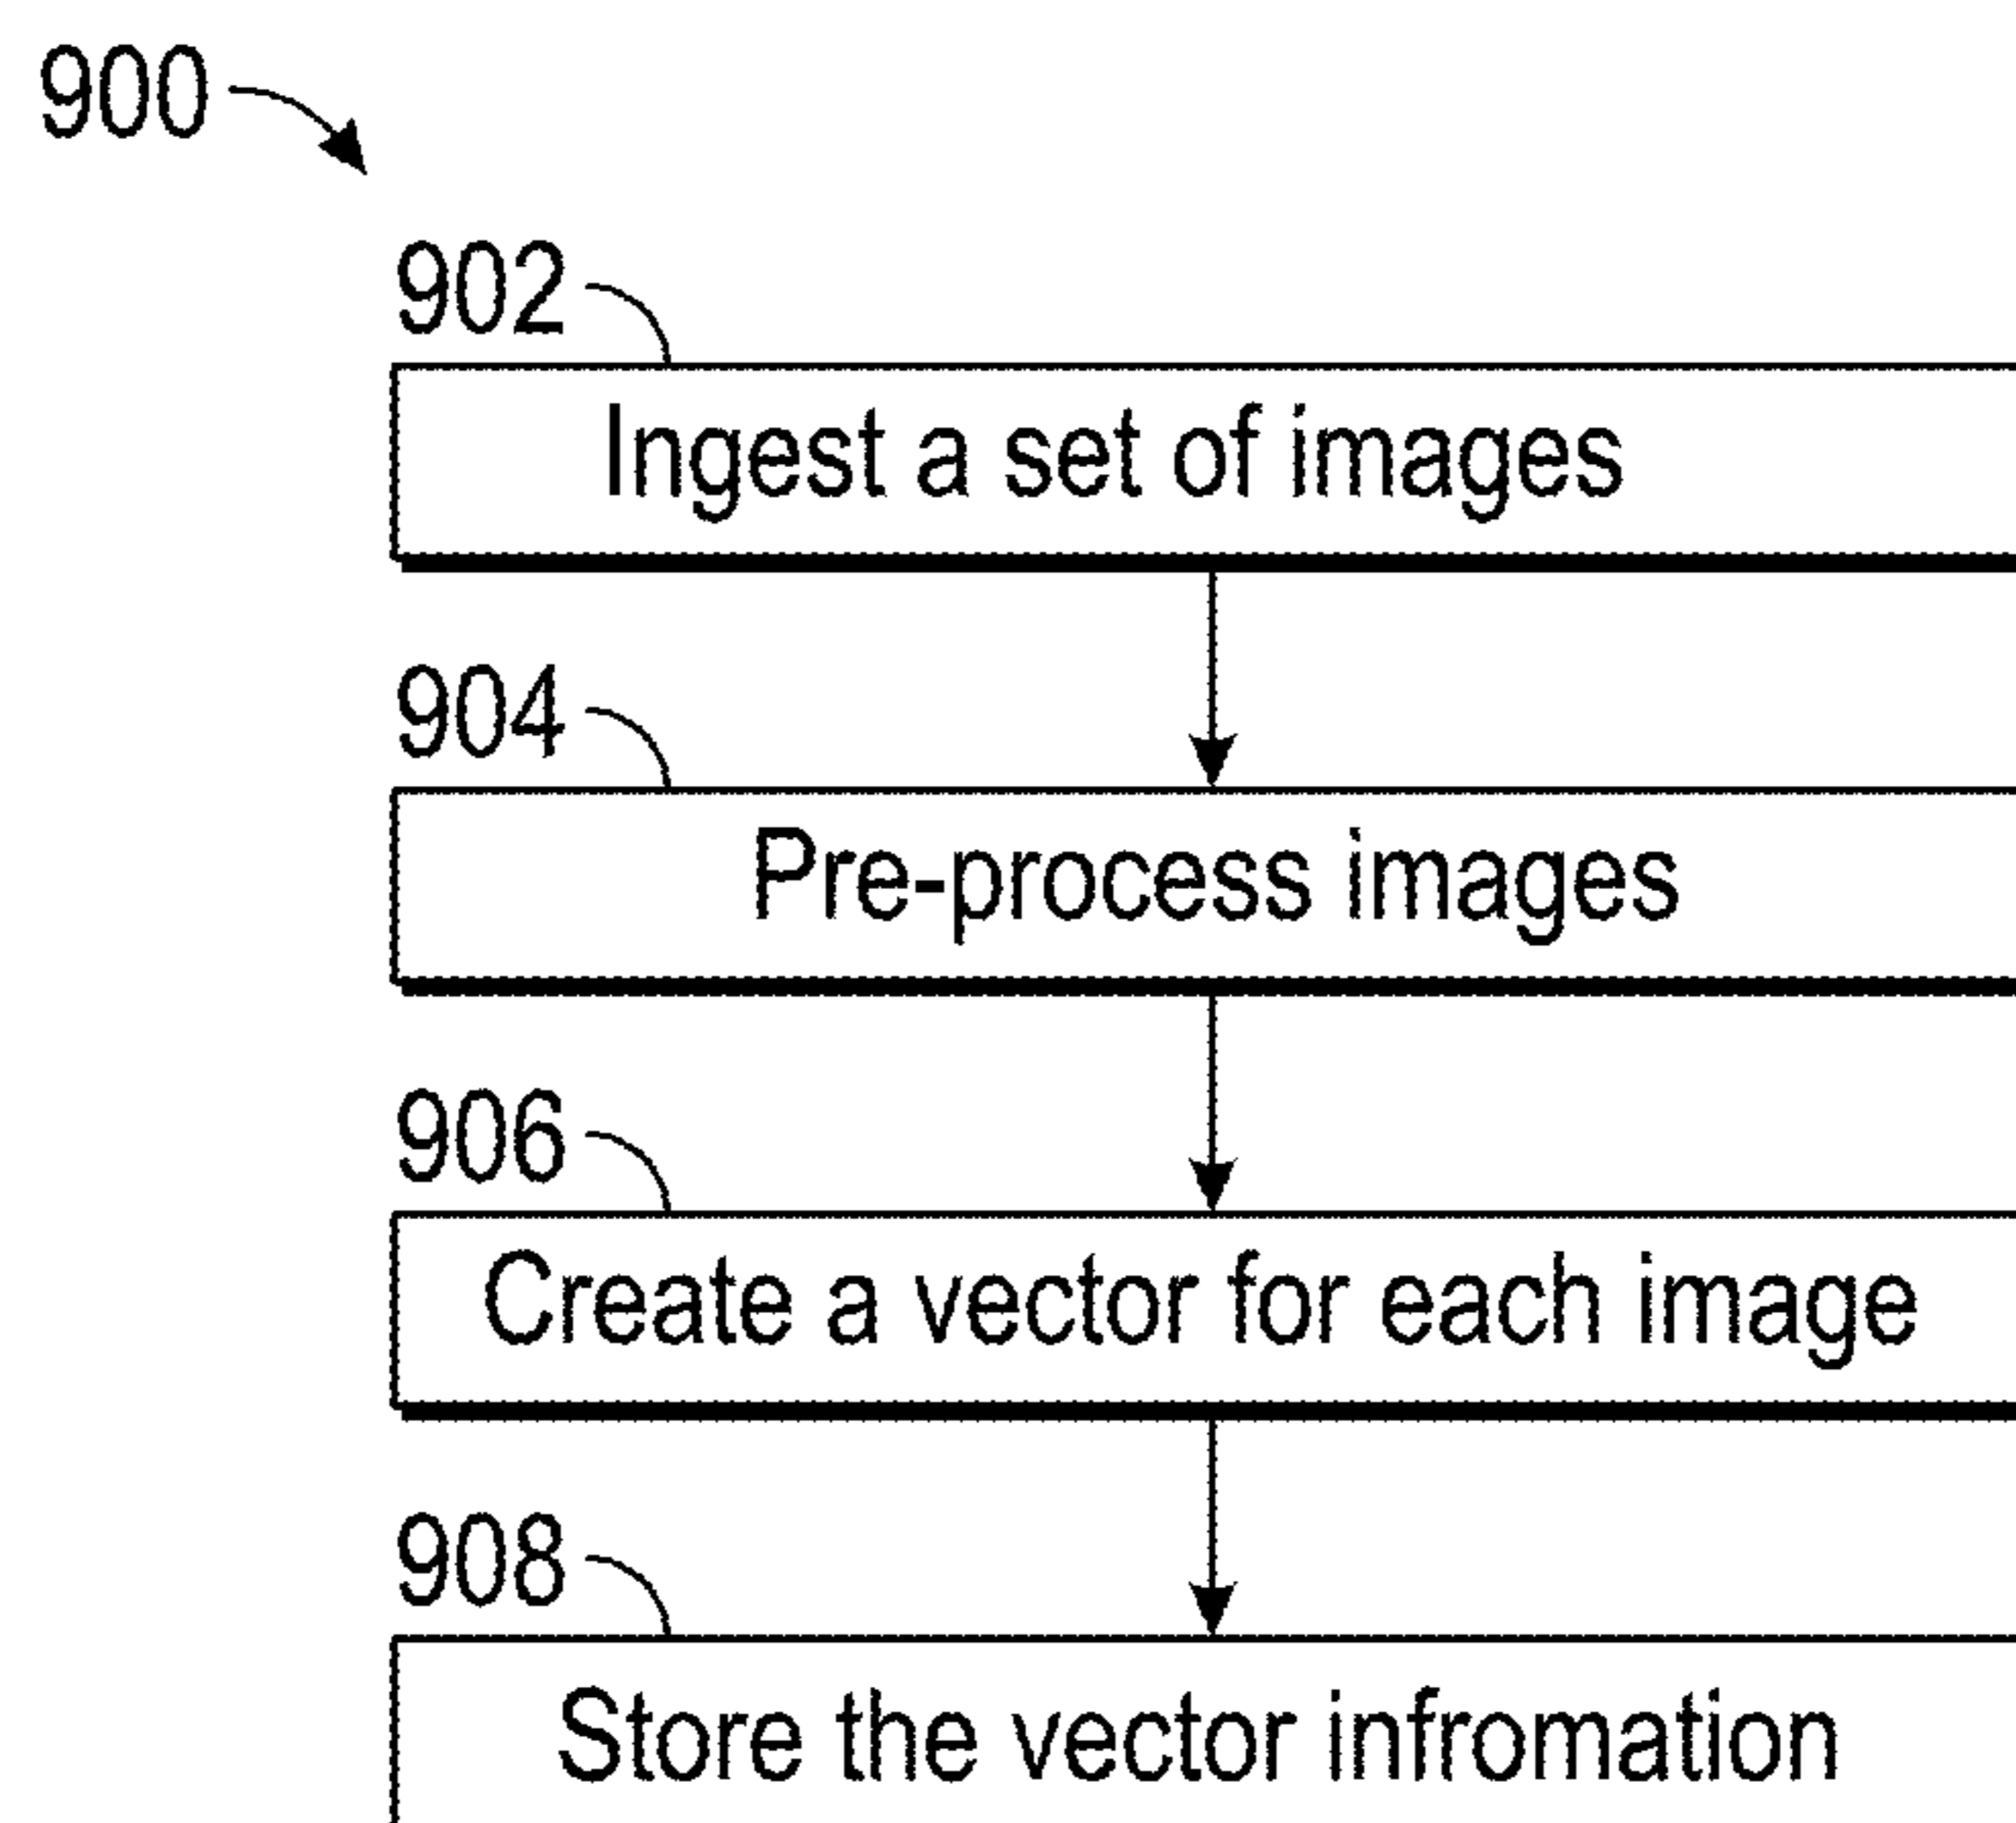 900
902
Ingest a set of images
904
Pre-process images
906
Create a vector for each image
908
Store the vector infromation